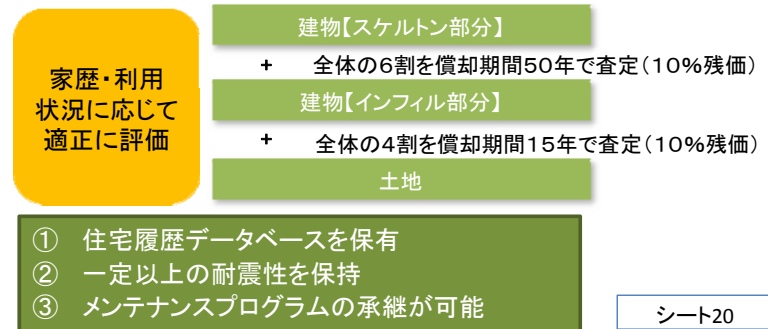 家歴・利用
状況に応じて
適正に評価
建物【スケルトン部分】
+ 全体の6割を償却期間50年で査定（10%残価）
建物【インフィル部分】
+ 全体の4割を償却期間15年で査定（10%残価）
土地
① 住宅履歴データベースを保有
② 一定以上の耐震性を保持
③ メンテナンスプログラムの承継が可能
シート20